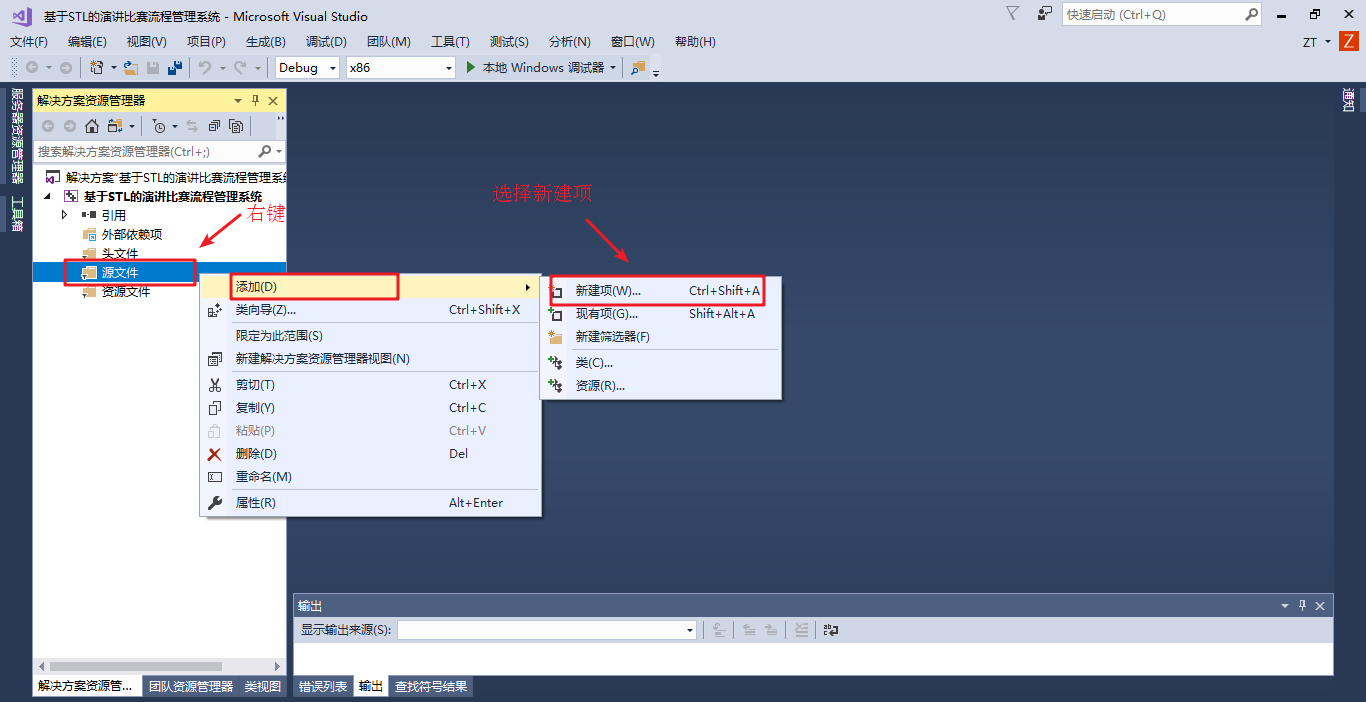 基于STL的演讲比赛流程管理系统 - Microsoft Visual Studio
快速启动 (Ctrl+Q)
文件(F) 编辑(E) 视图(V) 项目(P) 生成(B) 调试(D) 团队(M) 工具(T) 测试(S) 分析(N) 窗口(W) 帮助(H)
ZT
Z
Debug x86 本地 Windows 调试器
服务器资源管理器
工具箱
通知
解决方案资源管理器
搜索解决方案资源管理器(Ctrl+;)
解决方案"基于STL的演讲比赛流程管理系
基于STL的演讲比赛流程管理系统
引用
外部依赖项
头文件
源文件
资源文件
右键
选择新建项
添加(D)
类向导(Z)... Ctrl+Shift+X
限定为此范围(S)
新建解决方案资源管理器视图(N)
剪切(T) Ctrl+X
复制(Y) Ctrl+C
粘贴(P) Ctrl+V
删除(D) Del
重命名(M)
属性(R) Alt+Enter
新建项(W)... Ctrl+Shift+A
现有项(G)... Shift+Alt+A
新建筛选器(F)
类(C)...
资源(R)...
输出
显示输出来源(S):
解决方案资源管... 团队资源管理器 类视图
错误列表 输出 查找符号结果